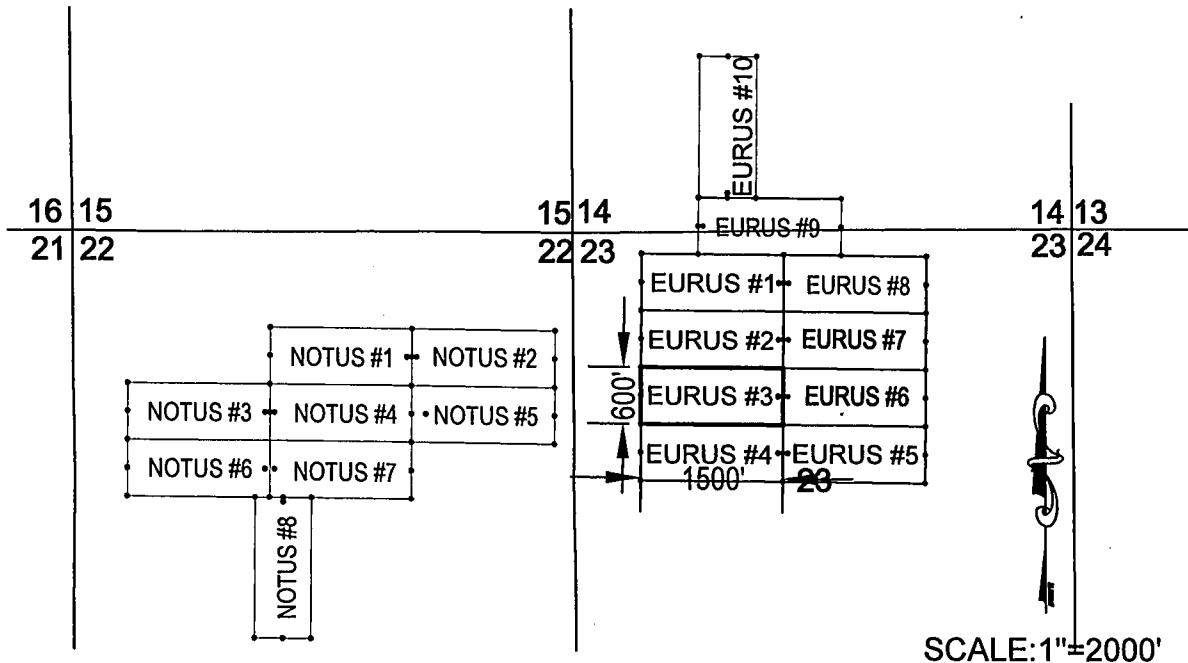 EURUS #10
16 15
15 14
14 13
EURUS #9
21 22
22 23
23 24
EURUS #1
EURUS #8
NOTUS #1
NOTUS #2
EURUS #2
EURUS #7
600'
EURUS #3
EURUS #6
NOTUS #3
NOTUS #4
NOTUS #5
EURUS #4
EURUS #5
NOTUS #6
NOTUS #7
1500'
23
NOTUS #8
SCALE:1"=2000'